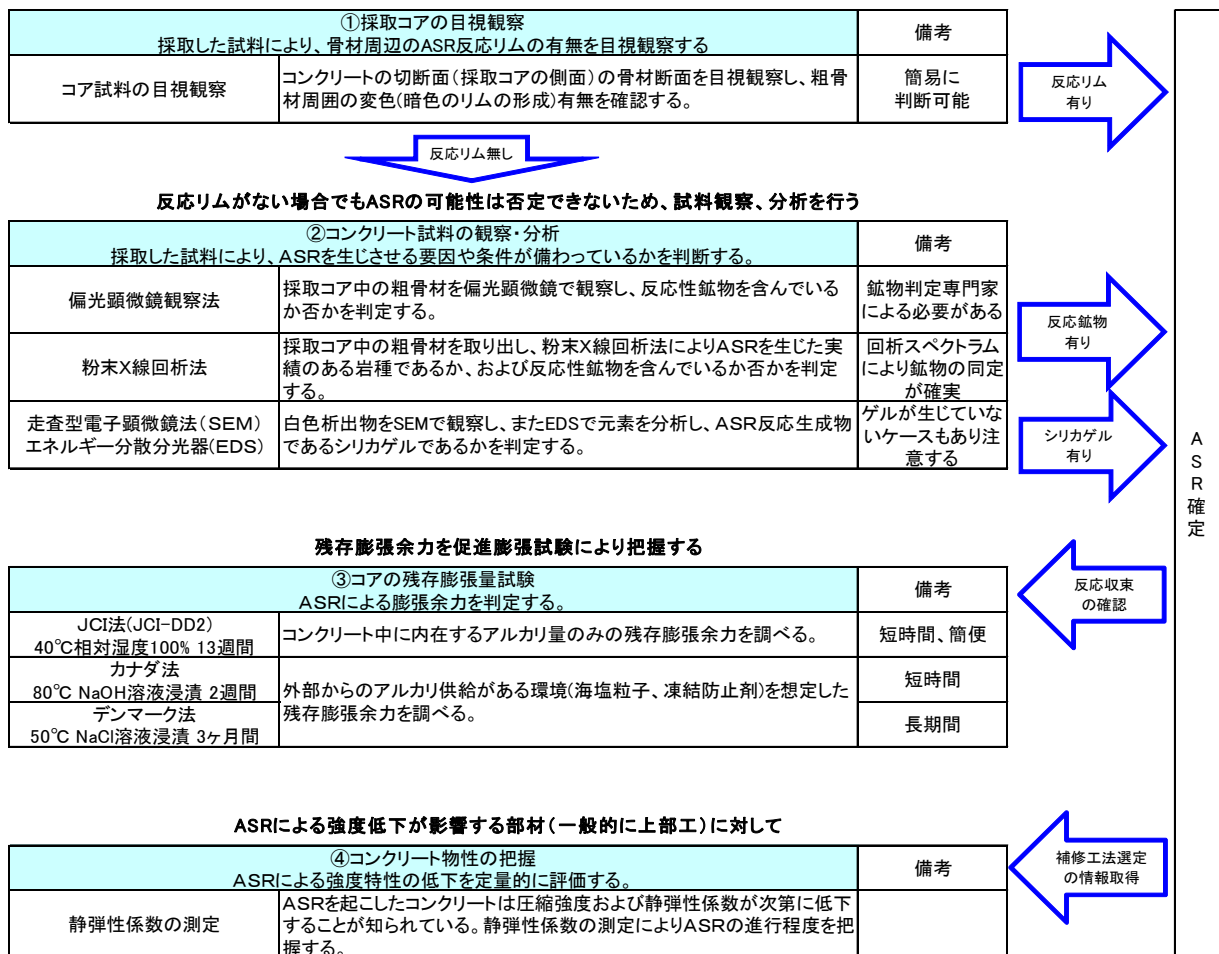 ①採取コアの目視観察
採取した試料により、骨材周辺のASR反応リムの有無を目視観察する
備考
コア試料の目視観察
コンクリートの切断面(採取コアの側面)の骨材断面を目視観察し、粗骨
材周囲の変色(暗色のリムの形成)有無を確認する。
簡易に
判断可能
反応リム
有り
反応リム無し
反応リムがない場合でもASRの可能性は否定できないため、試料観察、分析を行う
②コンクリート試料の観察・分析
採取した試料により、ASRを生じさせる要因や条件が備わっているかを判断する。
備考
偏光顕微鏡観察法
採取コア中の粗骨材を偏光顕微鏡で観察し、反応性鉱物を含んでいる
か否かを判定する。
鉱物判定専門家
による必要がある
反応鉱物
有り
粉末X線回析法
採取コア中の粗骨材を取り出し、粉末X線回析法によりASRを生じた実
績のある岩種であるか、および反応性鉱物を含んでいるか否かを判定
する。
回析スペクトラム
により鉱物の同定
が確実
走査型電子顕微鏡法(SEM)
エネルギー分散分光器(EDS)
白色析出物をSEMで観察し、またEDSで元素を分析し、ASR反応生成物
であるシリカゲルであるかを判定する。
ゲルが生じていな
いケースもあり注
意する
シリカゲル
有り
A
S
R
確
定
残存膨張余力を促進膨張試験により把握する
③コアの残存膨張量試験
ASRによる膨張余力を判定する。
備考
反応収束
の確認
JCI法(JCI-DD2)
40℃相対湿度100% 13週間
コンクリート中に内在するアルカリ量のみの残存膨張余力を調べる。
短時間、簡便
カナダ法
80℃ NaOH溶液浸漬 2週間
外部からのアルカリ供給がある環境(海塩粒子、凍結防止剤)を想定した
残存膨張余力を調べる。
短時間
デンマーク法
50℃ NaCl溶液浸漬 3ヶ月間
長期間
ASRによる強度低下が影響する部材(一般的に上部工)に対して
④コンクリート物性の把握
ASRによる強度特性の低下を定量的に評価する。
備考
補修工法選定
の情報取得
静弾性係数の測定
ASRを起こしたコンクリートは圧縮強度および静弾性係数が次第に低下
することが知られている。静弾性係数の測定によりASRの進行程度を把
握する。